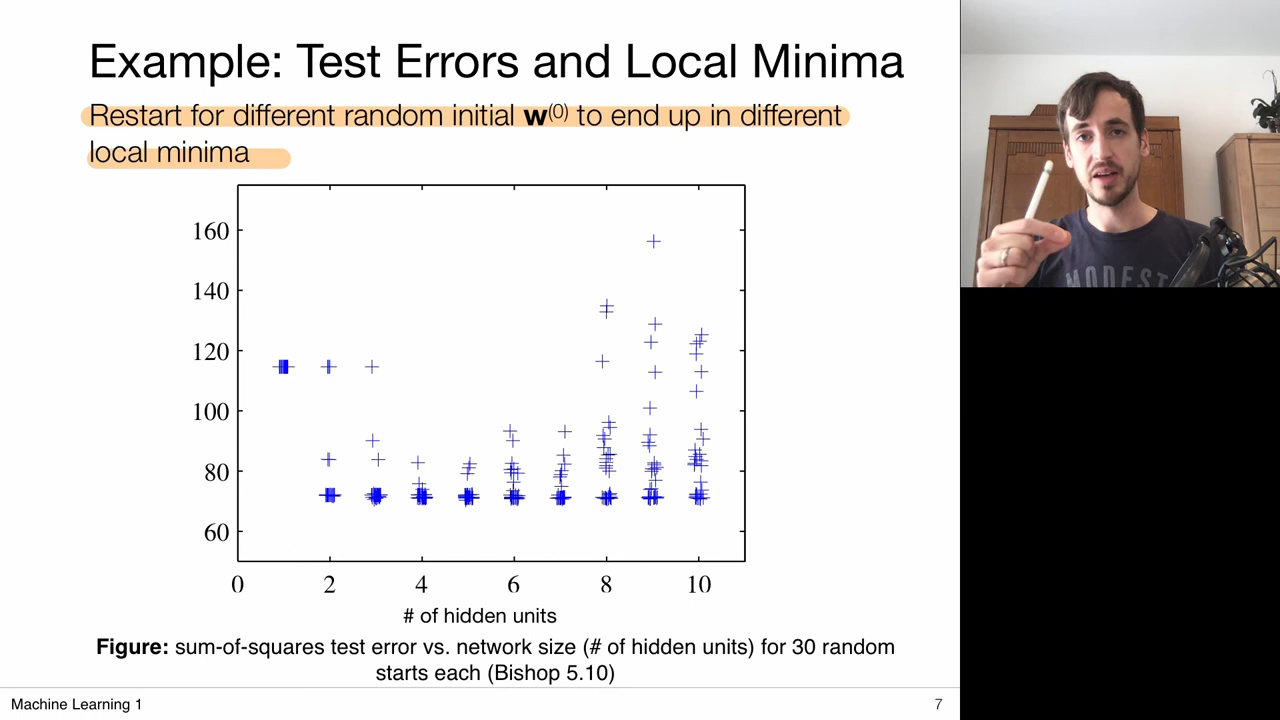 Example: Test Errors and Local Minima
Restart for different random initial w(0) to end up in different
local minima
160
140
120
100
80
60
0 2 4 6 8 10
# of hidden units
Figure: sum-of-squares test error vs. network size (# of hidden units) for 30 random
starts each (Bishop 5.10)
Machine Learning 1
7
MODEST